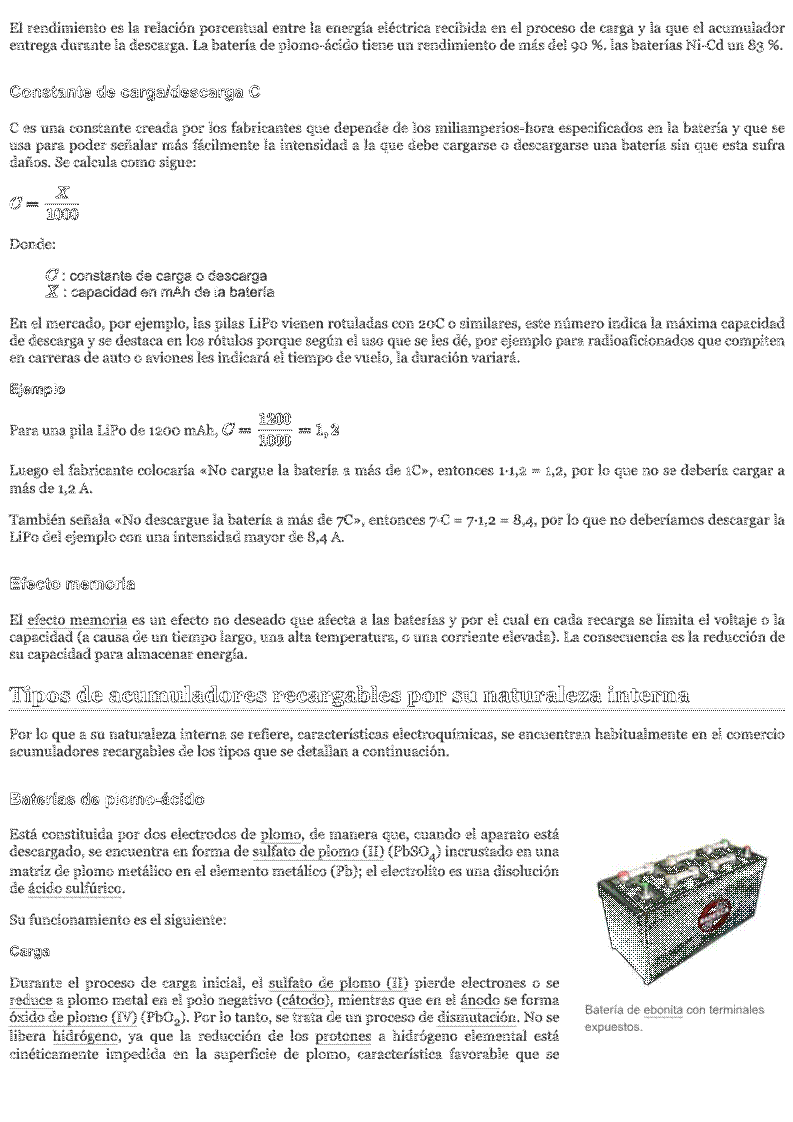 El rendimiento es la relación porcentual entre la energía eléctrica recibida en el proceso de carga y la que el acumulador
entrega durante la descarga. La batería de plomo-ácido tiene un rendimiento de más del 90 %. las baterías Ni-Cd un 83 %.
Constante de carga/descarga C
C es una constante creada por los fabricantes que depende de los miliamperios-hora especificados en la batería y que se
usa para poder señalar más fácilmente la intensidad a la que debe cargarse o descargarse una batería sin que esta sufra
daños. Se calcula como sigue:
C = X/1000
Donde:
C : constante de carga o descarga
X : capacidad en mAh de la batería
En el mercado, por ejemplo, las pilas LiPo vienen rotuladas con 20C o similares, este número indica la máxima capacidad
de descarga y se destaca en los rótulos porque según el uso que se les dé, por ejemplo para radioaficionados que compiten
en carreras de auto o aviones les indicará el tiempo de vuelo, la duración variará.
Ejemplo
Para una pila LiPo de 1200 mAh, C = 1200/1000 = 1,2
Luego el fabricante colocaría «No cargue la batería a más de 1C», entonces 1·1,2 = 1,2, por lo que no se debería cargar a
más de 1,2 A.
También señala «No descargue la batería a más de 7C», entonces 7·C = 7·1,2 = 8,4, por lo que no deberíamos descargar la
LiPo del ejemplo con una intensidad mayor de 8,4 A.
Efecto memoria
El efecto memoria es un efecto no deseado que afecta a las baterías y por el cual en cada recarga se limita el voltaje o la
capacidad (a causa de un tiempo largo, una alta temperatura, o una corriente elevada). La consecuencia es la reducción de
su capacidad para almacenar energía.
Tipos de acumuladores recargables por su naturaleza interna
Por lo que a su naturaleza interna se refiere, características electroquímicas, se encuentran habitualmente en el comercio
acumuladores recargables de los tipos que se detallan a continuación.
Baterías de plomo-ácido
Está constituida por dos electrodos de plomo, de manera que, cuando el aparato está
descargado, se encuentra en forma de sulfato de plomo (II) (PbSO₄) incrustado en una
matriz de plomo metálico en el elemento metálico (Pb); el electrolito es una disolución
de ácido sulfúrico.
Su funcionamiento es el siguiente:
Carga
Durante el proceso de carga inicial, el sulfato de plomo (II) pierde electrones o se
reduce a plomo metal en el polo negativo (cátodo), mientras que en el ánodo se forma
óxido de plomo (IV) (PbO₂). Por lo tanto, se trata de un proceso de dismutación. No se
libera hidrógeno, ya que la reducción de los protones a hidrógeno elemental está
cinéticamente impedida en la superficie de plomo, característica favorable que se
Batería de ebonita con terminales
expuestos.